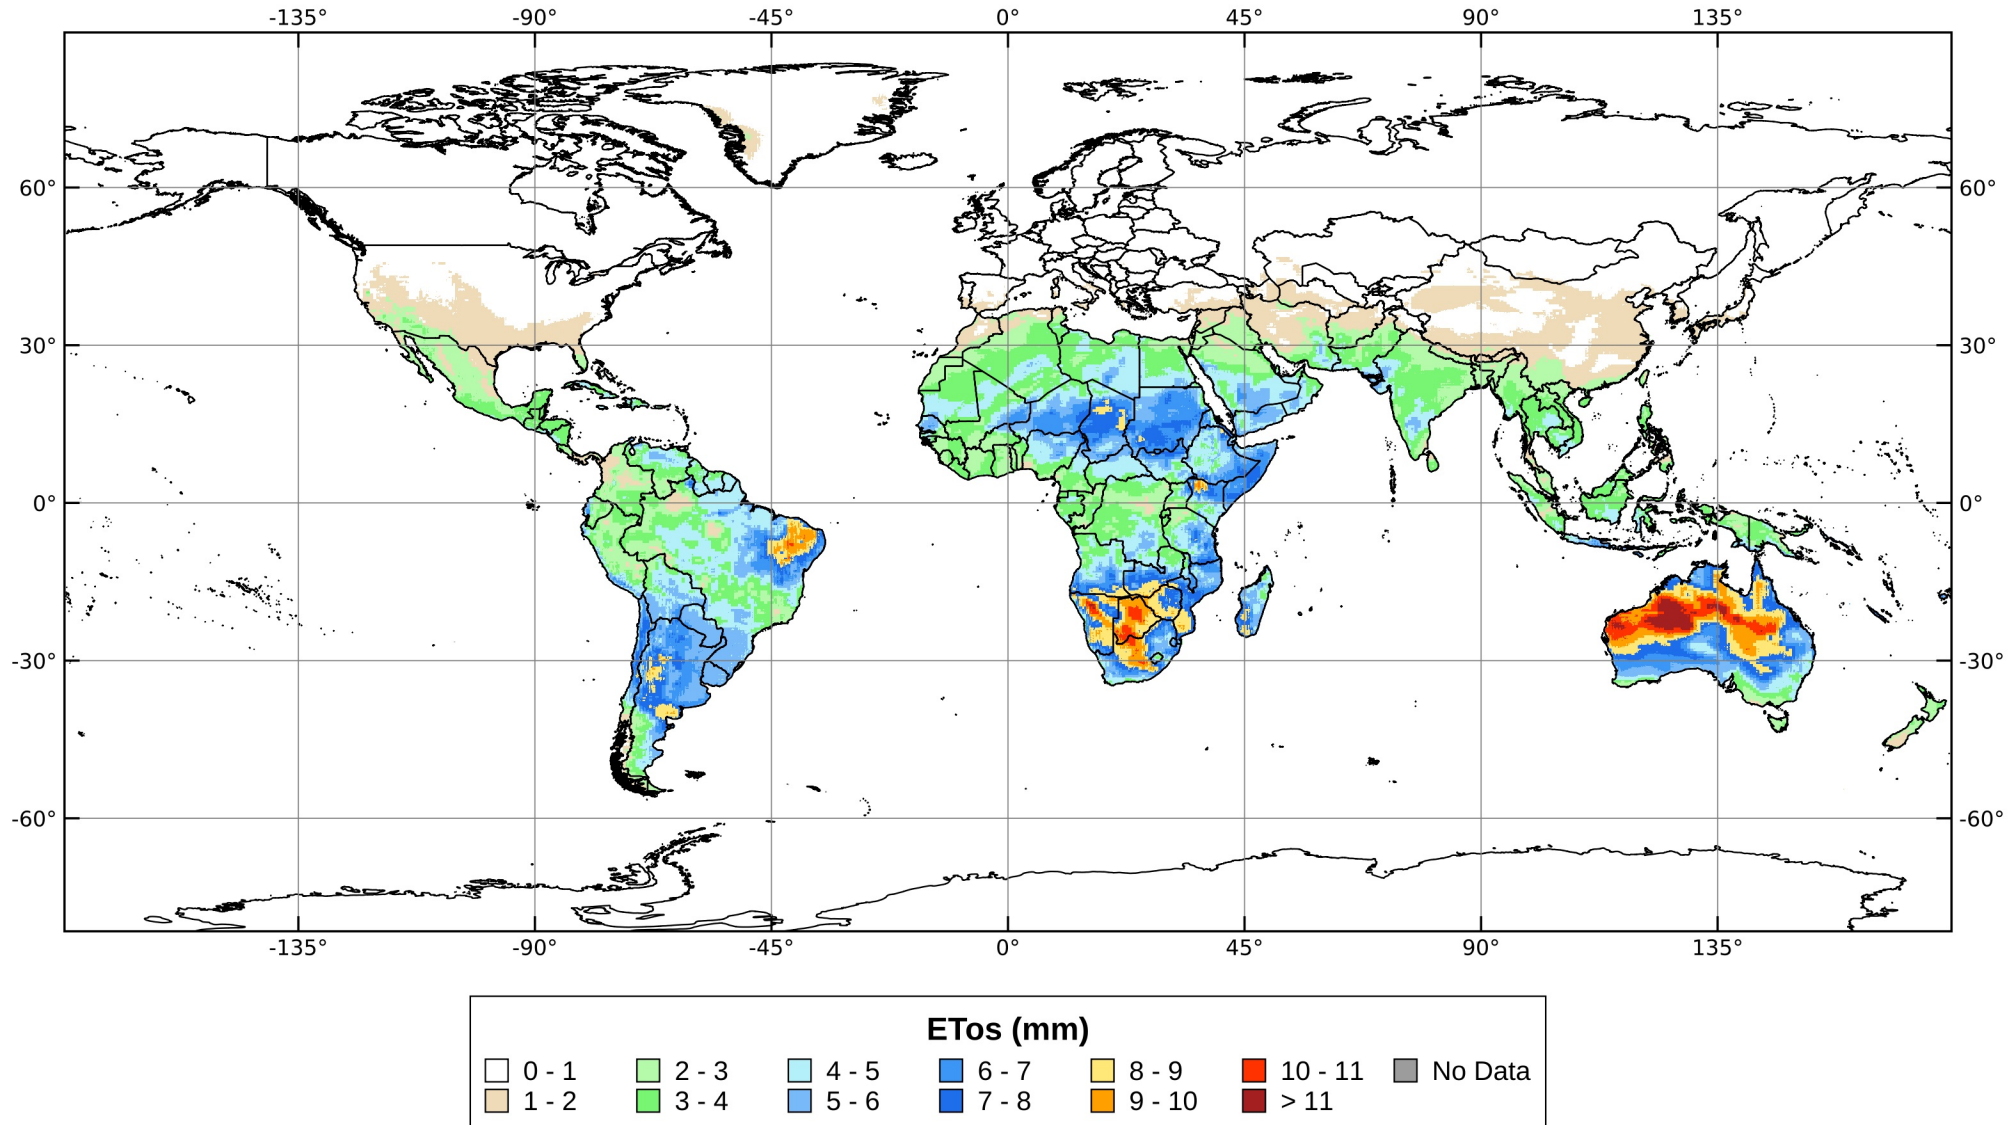 -135° -90° -45° 0° 45° 90° 135°
60° 60°
30° 30°
0° 0°
-30° -30°
-60° -60°
-135° -90° -45° 0° 45° 90° 135°
ETos (mm)
0 - 1 2 - 3 4 - 5 6 - 7 8 - 9 10 - 11 No Data
1 - 2 3 - 4 5 - 6 7 - 8 9 - 10 > 11